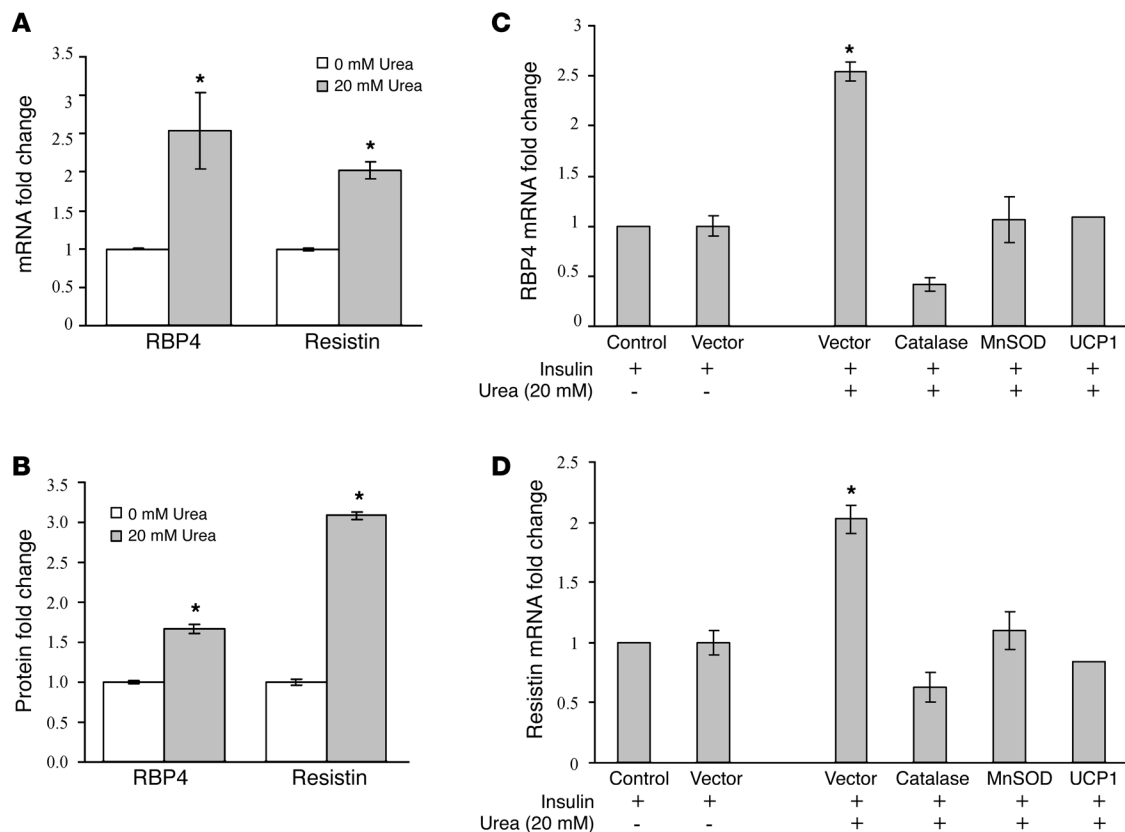 A
mRNA fold change
3.5
3
2.5
2
1.5
1
0.5
0
0 mM Urea
20 mM Urea
*
*
RBP4 Resistin
B
Protein fold change
3.5
3.0
2.5
2.0
1.5
1.0
0.5
0.0
0 mM Urea
20 mM Urea
*
*
RBP4 Resistin
C
RBP4 mRNA fold change
3
2.5
2
1.5
1
0.5
0
*
Control Vector Vector Catalase MnSOD UCP1
Insulin + + + + + +
Urea (20 mM) - - + + + +
D
Resistin mRNA fold change
2.5
2
1.5
1
0.5
0
*
Control Vector Vector Catalase MnSOD UCP1
Insulin + + + + + +
Urea (20 mM) - - + + + +